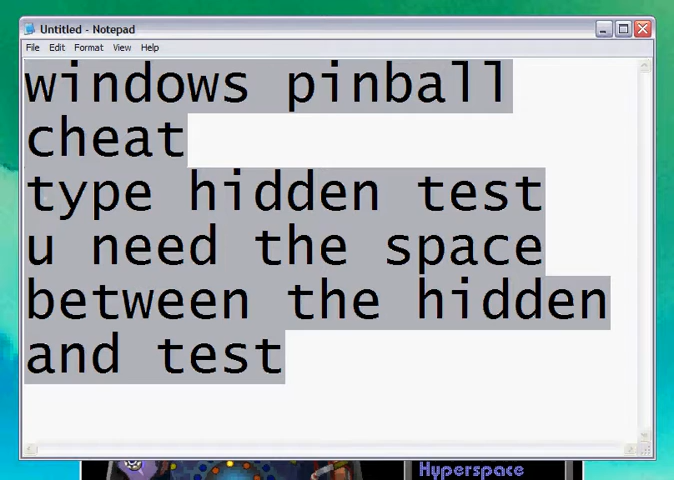 Untitled - Notepad
File Edit Format View Help
windows pinball
cheat
type hidden test
u need the space
between the hidden
and test
Hyperspace